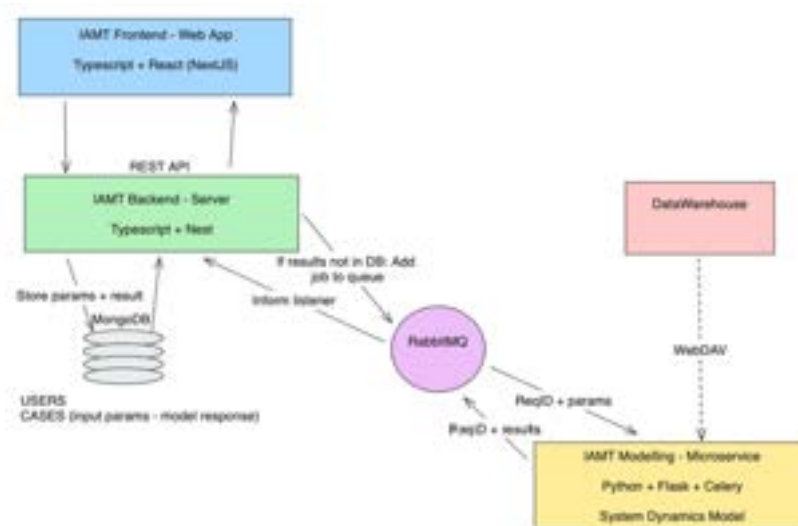 IAMT Frontend - Web App
Typescript + React (NextJS)
REST API
IAMT Backend - Server
Typescript + Nest
DataWarehouse
If results not in DB: Add
job to queue
Store params + result
Inform listener
MongoDB
RabbitMQ
WebDAV
USERS
CASES (input params - model response)
ReqID + params
ReqID + results
IAMT Modelling - Microservice
Python + Flask + Celery
System Dynamics Model